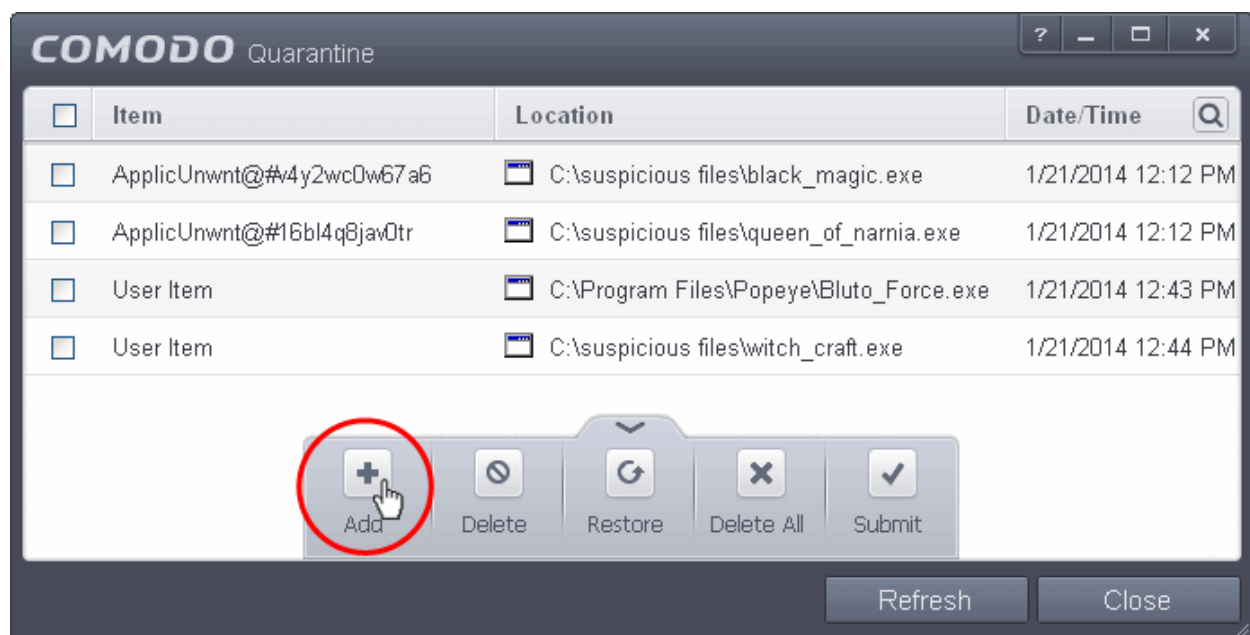 COMODO Quarantine
?
Item Location Date/Time
ApplicUnwnt@#v4y2wc0w67a6 C:\suspicious files\black_magic.exe 1/21/2014 12:12 PM
ApplicUnwnt@#16bl4q8jav0tr C:\suspicious files\queen_of_narnia.exe 1/21/2014 12:12 PM
User Item C:\Program Files\Popeye\Bluto_Force.exe 1/21/2014 12:43 PM
User Item C:\suspicious files\witch_craft.exe 1/21/2014 12:44 PM
Add Delete Restore Delete All Submit
Refresh Close